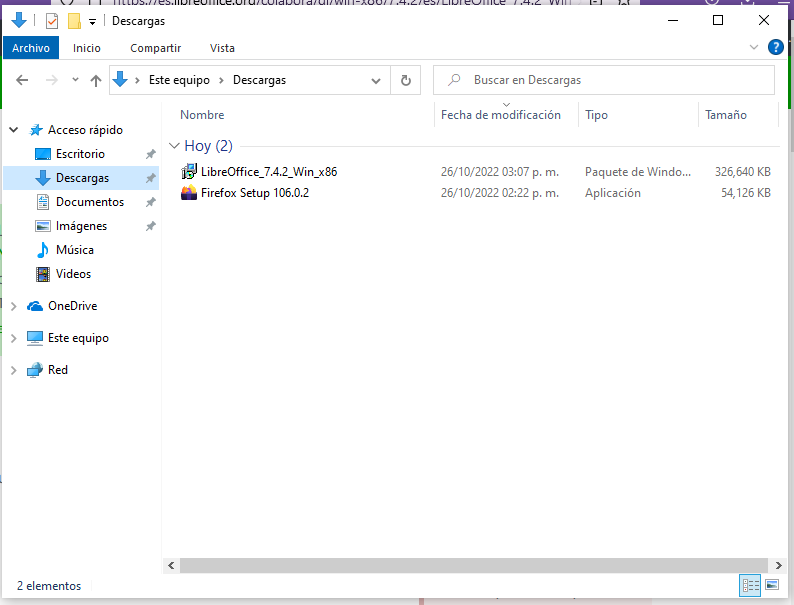 https://es.libreoffice.org/colabora/dl/win-x86/7.4.2/es/LibreOffice_7.4.2_Win
Descargas
Archivo Inicio Compartir Vista
Este equipo Descargas Buscar en Descargas
Nombre Fecha de modificación Tipo Tamaño
Acceso rápido
Hoy (2)
Escritorio
LibreOffice_7.4.2_Win_x86 26/10/2022 03:07 p. m. Paquete de Windo... 326,640 KB
Descargas
Firefox Setup 106.0.2 26/10/2022 02:22 p. m. Aplicación 54,126 KB
Documentos
Imágenes
Música
Videos
OneDrive
Este equipo
Red
2 elementos